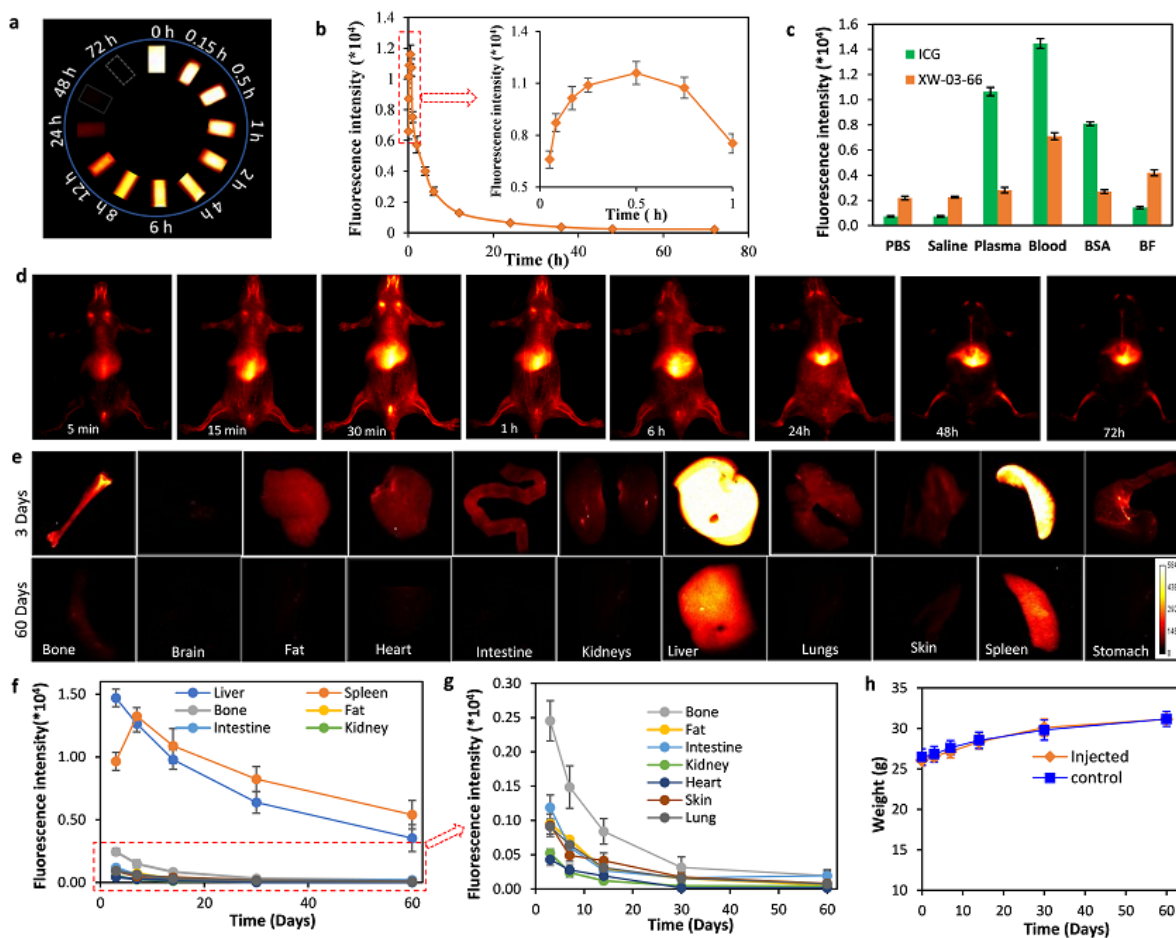 a
0 h
0.15 h
0.5 h
1 h
2 h
4 h
6 h
8 h
12 h
24 h
48 h
72 h
b
Fluorescence intensity (*10⁴)
1.4
1.2
1
0.8
0.6
0.4
0.2
0
0
20
40
60
80
Time (h)
Fluorescence intensity (*10⁴)
1.3
1.1
0.9
0.7
0.5
0
0.5
1
Time ( h)
c
Fluorescence intensity (*10⁴)
1.6
1.4
1.2
1.0
0.8
0.6
0.4
0.2
0.0
ICG
XW-03-66
PBS
Saline
Plasma
Blood
BSA
BF
d
5 min
15 min
30 min
1 h
6 h
24h
48h
72h
e
3 Days
60 Days
Bone
Brain
Fat
Heart
Intestine
Kidneys
Liver
Lungs
Skin
Spleen
Stomach
0
f
Fluorescence intensity(*10⁴)
1.50
1.00
0.50
0.00
Liver
Spleen
Bone
Fat
Intestine
Kidney
0
20
40
60
Time (Days)
g
Fluorescence intensity (*10⁴)
0.30
0.25
0.20
0.15
0.10
0.05
0.00
Bone
Fat
Intestine
Kidney
Heart
Skin
Lung
0
10
20
30
40
50
60
Time (Days)
h
Weight (g)
35
30
25
20
15
10
Injected
control
0
10
20
30
40
50
60
Time (Days)